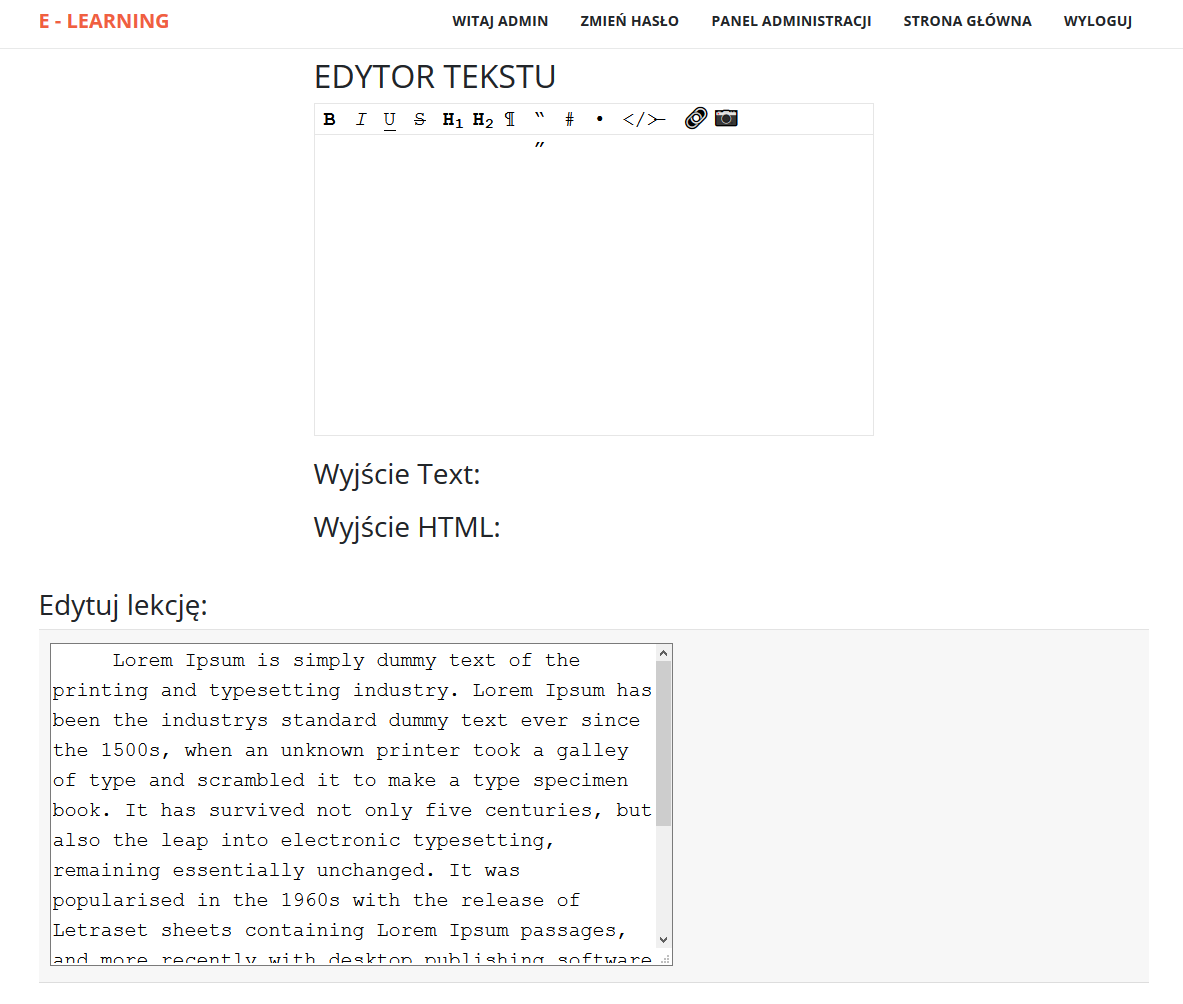 E - LEARNING WITAJ ADMIN ZMIEŃ HASŁO PANEL ADMINISTRACJI STRONA GŁÓWNA WYLOGUJ
EDYTOR TEKSTU
B I U S H1 H2 ¶ “ # • </> —
”
Wyjście Text:
Wyjście HTML:
Edytuj lekcję:
Lorem Ipsum is simply dummy text of the
printing and typesetting industry. Lorem Ipsum has
been the industrys standard dummy text ever since
the 1500s, when an unknown printer took a galley
of type and scrambled it to make a type specimen
book. It has survived not only five centuries, but
also the leap into electronic typesetting,
remaining essentially unchanged. It was
popularised in the 1960s with the release of
Letraset sheets containing Lorem Ipsum passages,
and more recently with desktop publishing software